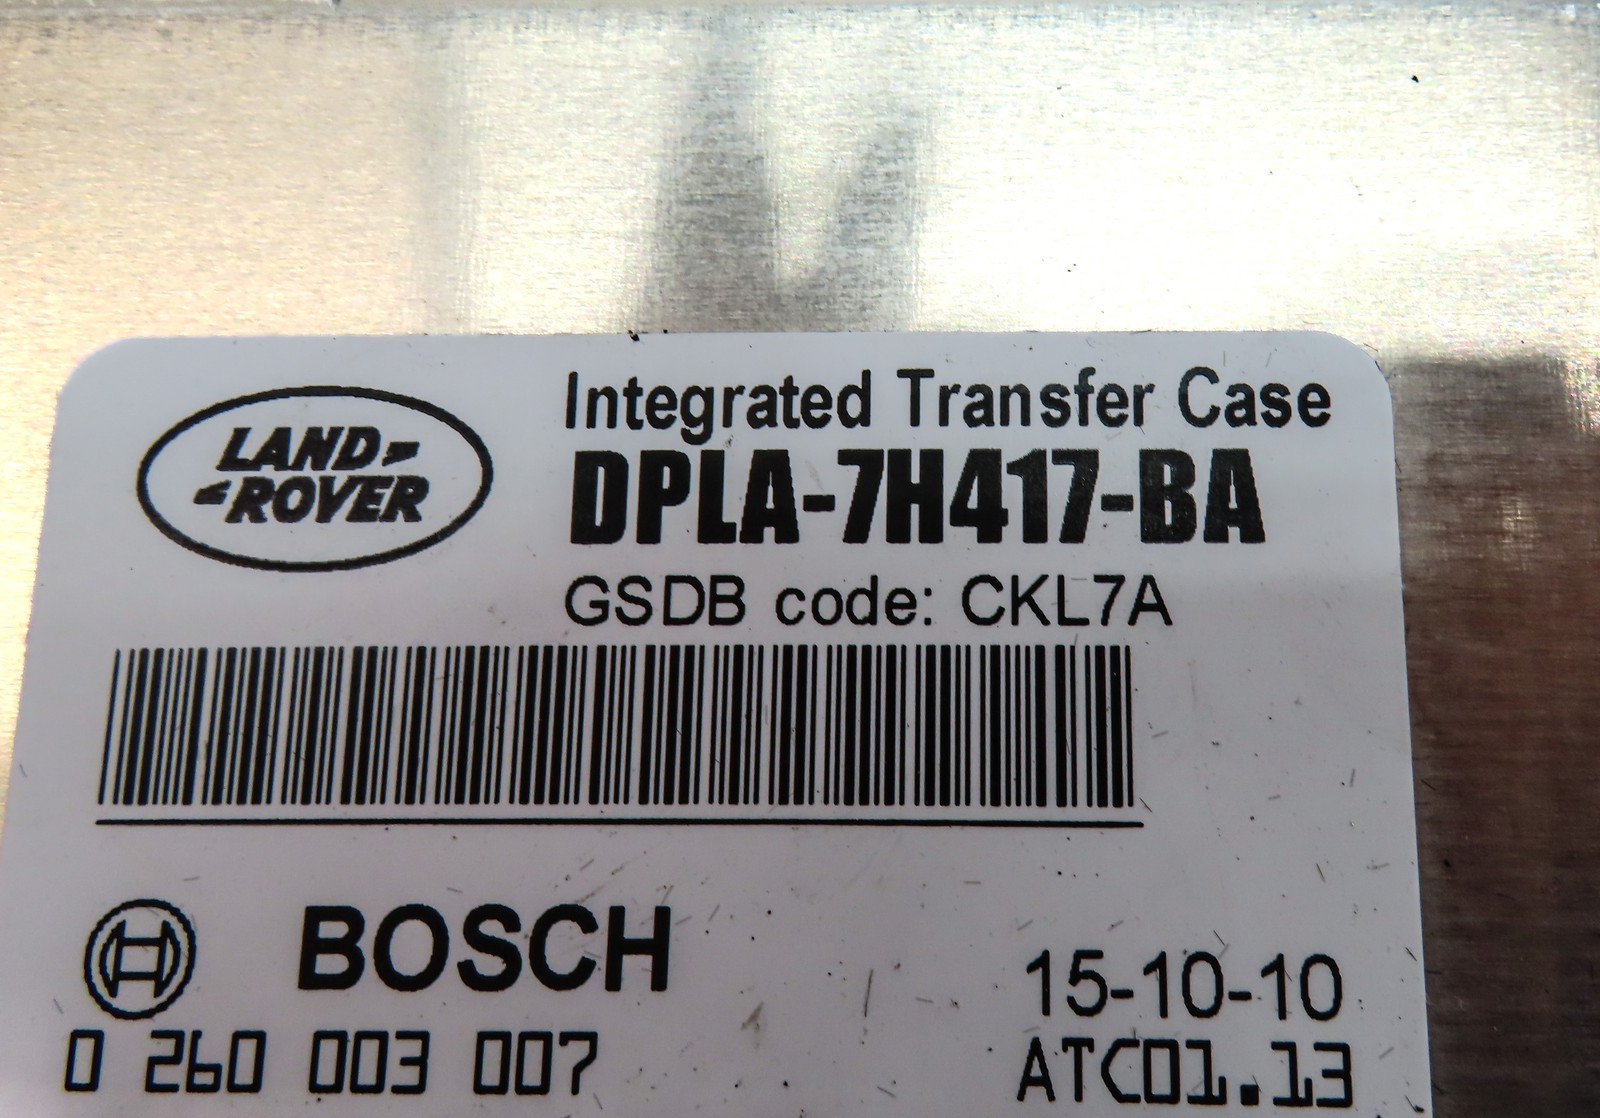 LAND
ROVER
Integrated Transfer Case
DPLA-7H417-BA
GSDB code: CKL7A
BOSCH
15-10-10
0 260 003 007
ATC01.13